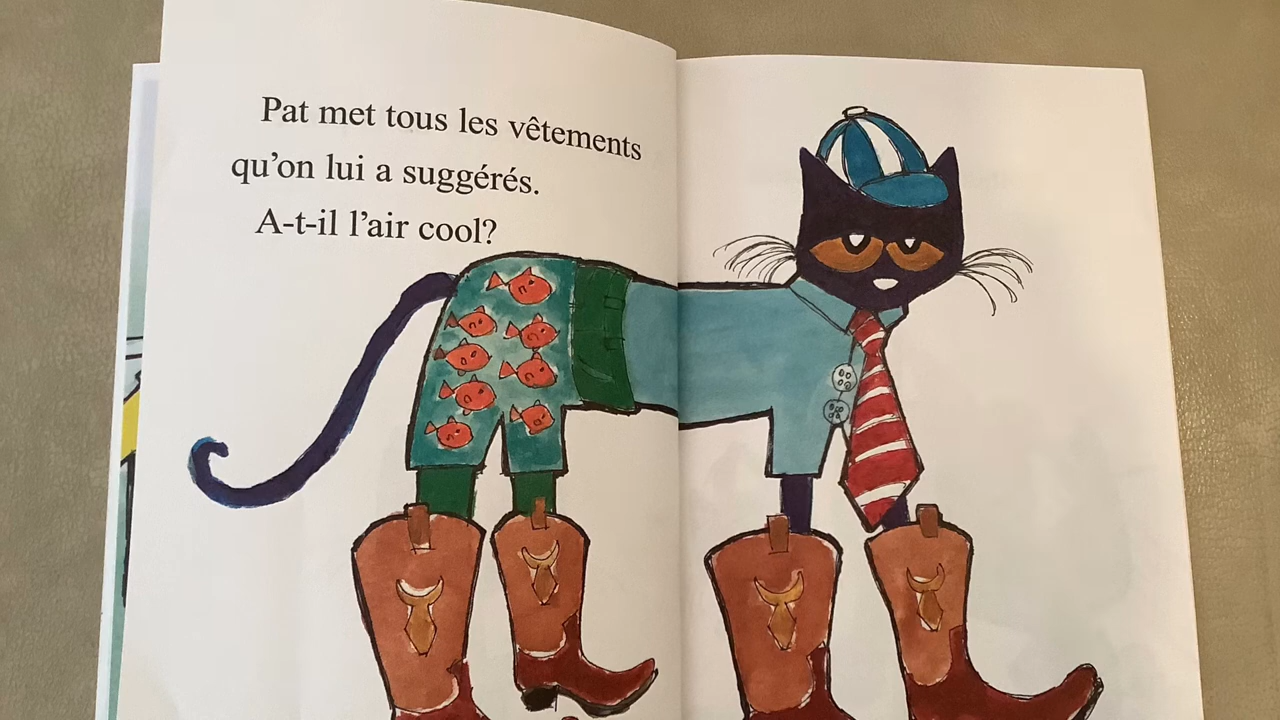 Pat met tous les vêtements
qu'on lui a suggérés.
A-t-il l'air cool?